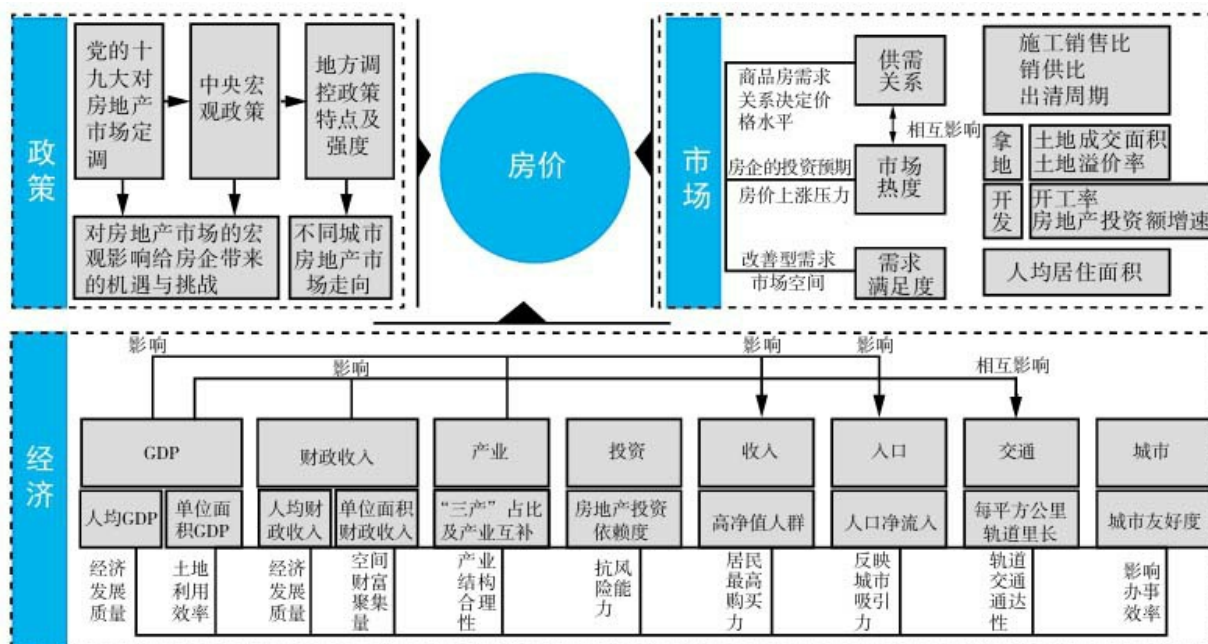 政策
党的十
九大对
房地产
市场定
调
中央宏
观政策
地方调
控政策
特点及
强度
对房地产市场的宏
观影响给房企带来
的机遇与挑战
不同城市
房地产市
场走向
房价
市场
商品房需求
关系决定价
格水平
供需
关系
施工销售比
销供比
出清周期
相互影响
房企的投资预期
房价上涨压力
市场
热度
拿地
土地成交面积
土地溢价率
开发
开工率
房地产投资额增速
改善型需求
市场空间
需求
满足度
人均居住面积
经济
影响
影响
影响
影响
相互影响
GDP
财政收入
产业
投资
收入
人口
交通
城市
人均GDP
单位面
积GDP
人均财
政收入
单位面积
财政收入
“三产”占比
及产业互补
房地产投资
依赖度
高净值人群
人口净流入
每平方公里
轨道里长
城市友好度
经济
发展
质量
土地
利用
效率
经济
发展
质量
空间
财富
聚集
量
产业
结构
合理
性
抗风
险能
力
居民
最高
购买
力
反映
城市
吸引
力
轨道
交通
通达
性
影响
办事
效率